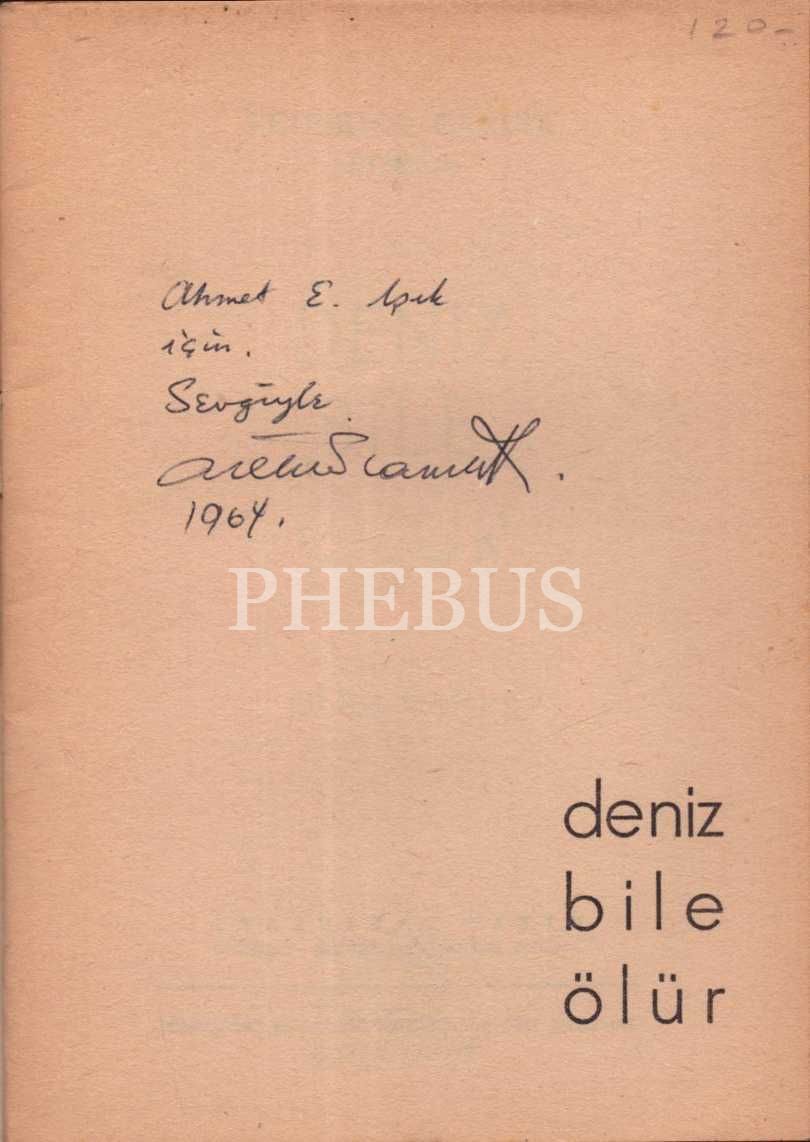 120-
Ahmet E. Işık
için.
Sevgiyle.
1964.
PHEBUS
deniz
bile
ölür